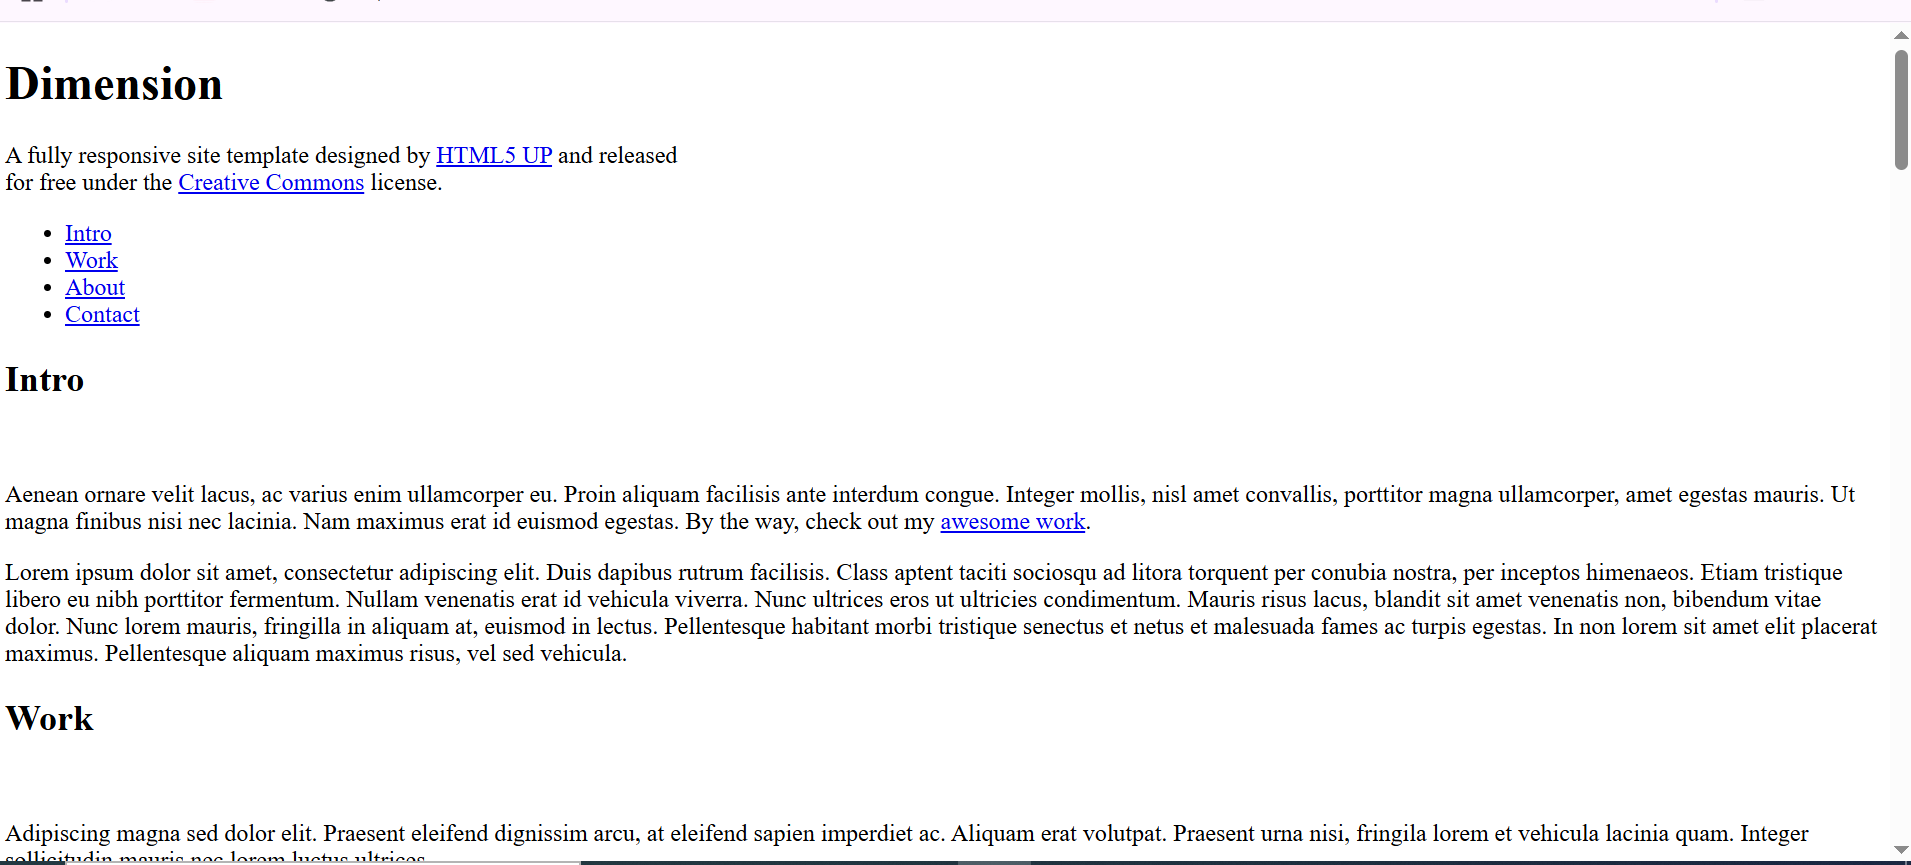 Dimension
A fully responsive site template designed by HTML5 UP and released
for free under the Creative Commons license.
Intro
Work
About
Contact
Intro
Aenean ornare velit lacus, ac varius enim ullamcorper eu. Proin aliquam facilisis ante interdum congue. Integer mollis, nisl amet convallis, porttitor magna ullamcorper, amet egestas mauris. Ut
magna finibus nisi nec lacinia. Nam maximus erat id euismod egestas. By the way, check out my awesome work.
Lorem ipsum dolor sit amet, consectetur adipiscing elit. Duis dapibus rutrum facilisis. Class aptent taciti sociosqu ad litora torquent per conubia nostra, per inceptos himenaeos. Etiam tristique
libero eu nibh porttitor fermentum. Nullam venenatis erat id vehicula viverra. Nunc ultrices eros ut ultricies condimentum. Mauris risus lacus, blandit sit amet venenatis non, bibendum vitae
dolor. Nunc lorem mauris, fringilla in aliquam at, euismod in lectus. Pellentesque habitant morbi tristique senectus et netus et malesuada fames ac turpis egestas. In non lorem sit amet elit placerat
maximus. Pellentesque aliquam maximus risus, vel sed vehicula.
Work
Adipiscing magna sed dolor elit. Praesent eleifend dignissim arcu, at eleifend sapien imperdiet ac. Aliquam erat volutpat. Praesent urna nisi, fringila lorem et vehicula lacinia quam. Integer
sollicitudin mauris nec lorem luctus ultrices.